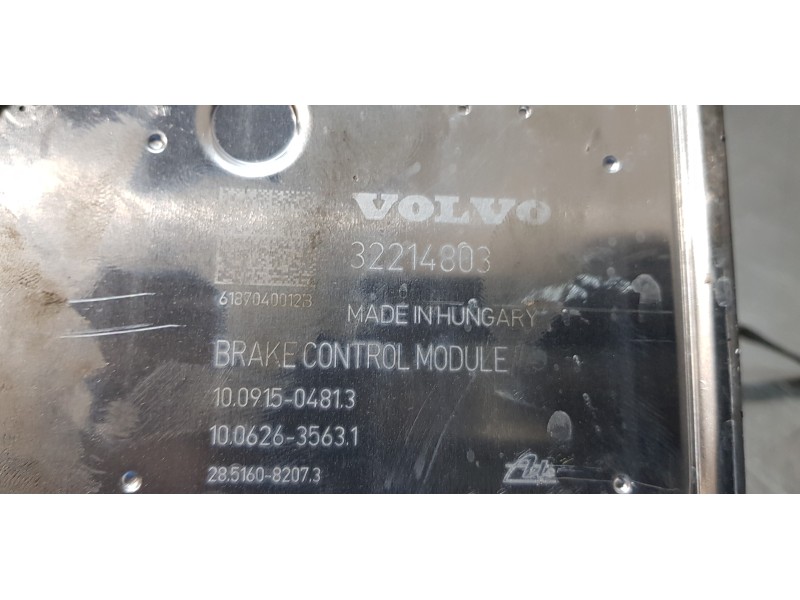 VOLVO
32214803
61870400123
MADE IN HUNGARY
BRAKE CONTROL MODULE
10.0915-0481.3
10.0626-3563.1
28.5160-8207.3
Ate